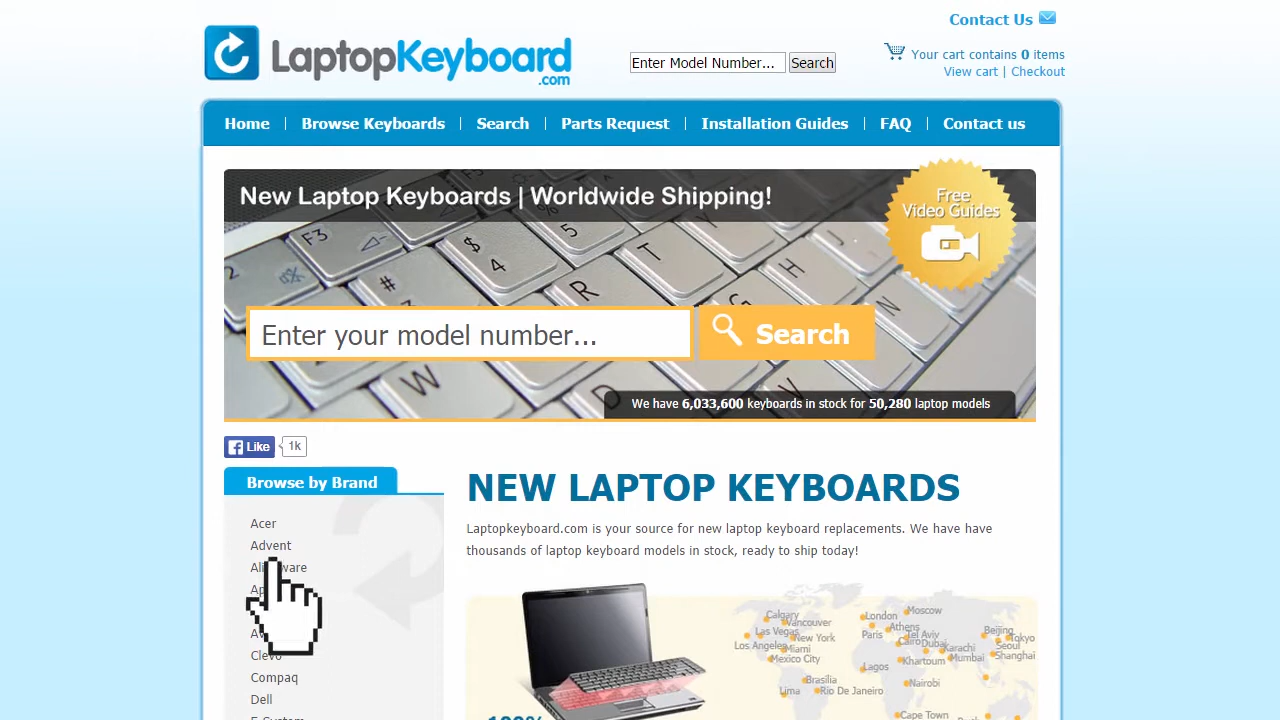 Contact Us
LaptopKeyboard.com
Enter Model Number...
Search
Your cart contains 0 items
View cart | Checkout
Home
Browse Keyboards
Search
Parts Request
Installation Guides
FAQ
Contact us
New Laptop Keyboards | Worldwide Shipping!
Free
Video Guides
F3
$
4
5
T
2
#
R
H
N
W
D
Enter your model number...
Search
We have 6,033,600 keyboards in stock for 50,280 laptop models
Like
1k
Browse by Brand
Acer
Advent
Compaq
Dell
NEW LAPTOP KEYBOARDS
Laptopkeyboard.com is your source for new laptop keyboard replacements. We have have
thousands of laptop keyboard models in stock, ready to ship today!
Calgary
Vancouver
Las Vegas
New York
Los Angeles
Miami
Mexico City
Brasília
Lima
Rio De Janeiro
London
Moscow
Paris
Athens
Tel Aviv
Cairo
Dubai
Karachi
Lagos
Khartoum
Mumbai
Nairobi
Cape Town
Beijing
Tokyo
Seoul
Shanghai